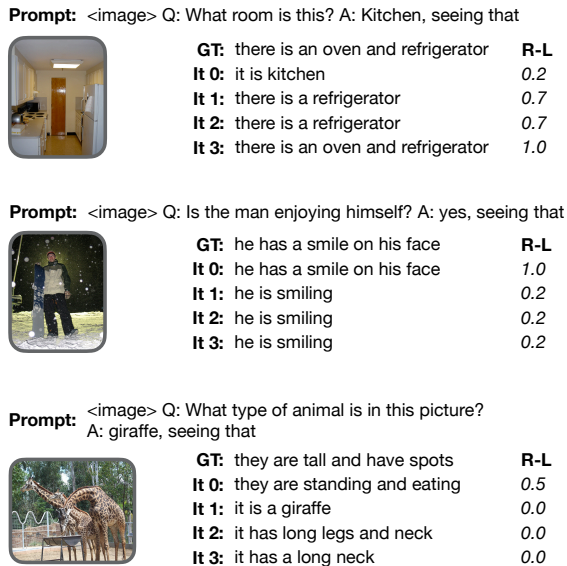 Prompt: <image> Q: What room is this? A: Kitchen, seeing that
GT: there is an oven and refrigerator R-L
It 0: it is kitchen 0.2
It 1: there is a refrigerator 0.7
It 2: there is a refrigerator 0.7
It 3: there is an oven and refrigerator 1.0
Prompt: <image> Q: Is the man enjoying himself? A: yes, seeing that
GT: he has a smile on his face R-L
It 0: he has a smile on his face 1.0
It 1: he is smiling 0.2
It 2: he is smiling 0.2
It 3: he is smiling 0.2
Prompt: <image> Q: What type of animal is in this picture?
A: giraffe, seeing that
GT: they are tall and have spots R-L
It 0: they are standing and eating 0.5
It 1: it is a giraffe 0.0
It 2: it has long legs and neck 0.0
It 3: it has a long neck 0.0